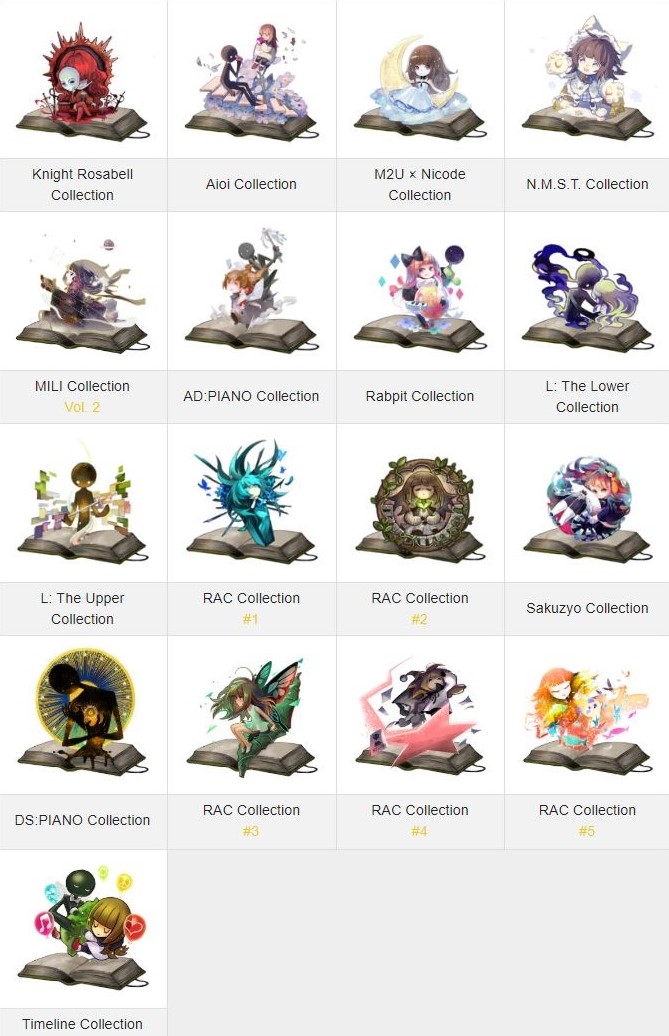 Knight Rosabell
Collection
Aioi Collection
M2U × Nicode
Collection
N.M.S.T. Collection
MILI Collection
Vol. 2
AD:PIANO Collection
Rabpit Collection
L: The Lower
Collection
L: The Upper
Collection
RAC Collection
#1
RAC Collection
#2
Sakuzyo Collection
DS:PIANO Collection
RAC Collection
#3
RAC Collection
#4
RAC Collection
#5
Timeline Collection